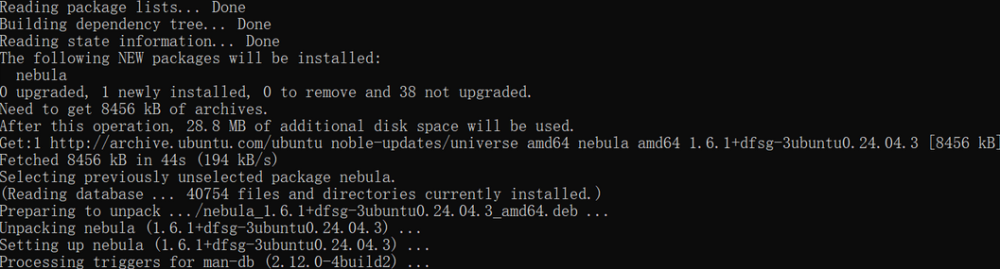 Reading package lists... Done
Building dependency tree... Done
Reading state information... Done
The following NEW packages will be installed:
  nebula
0 upgraded, 1 newly installed, 0 to remove and 38 not upgraded.
Need to get 8456 kB of archives.
After this operation, 28.8 MB of additional disk space will be used.
Get:1 http://archive.ubuntu.com/ubuntu noble-updates/universe amd64 nebula amd64 1.6.1+dfsg-3ubuntu0.24.04.3 [8456 kB]
Fetched 8456 kB in 44s (194 kB/s)
Selecting previously unselected package nebula.
(Reading database ... 40754 files and directories currently installed.)
Preparing to unpack .../nebula_1.6.1+dfsg-3ubuntu0.24.04.3_amd64.deb ...
Unpacking nebula (1.6.1+dfsg-3ubuntu0.24.04.3) ...
Setting up nebula (1.6.1+dfsg-3ubuntu0.24.04.3) ...
Processing triggers for man-db (2.12.0-4build2) ...